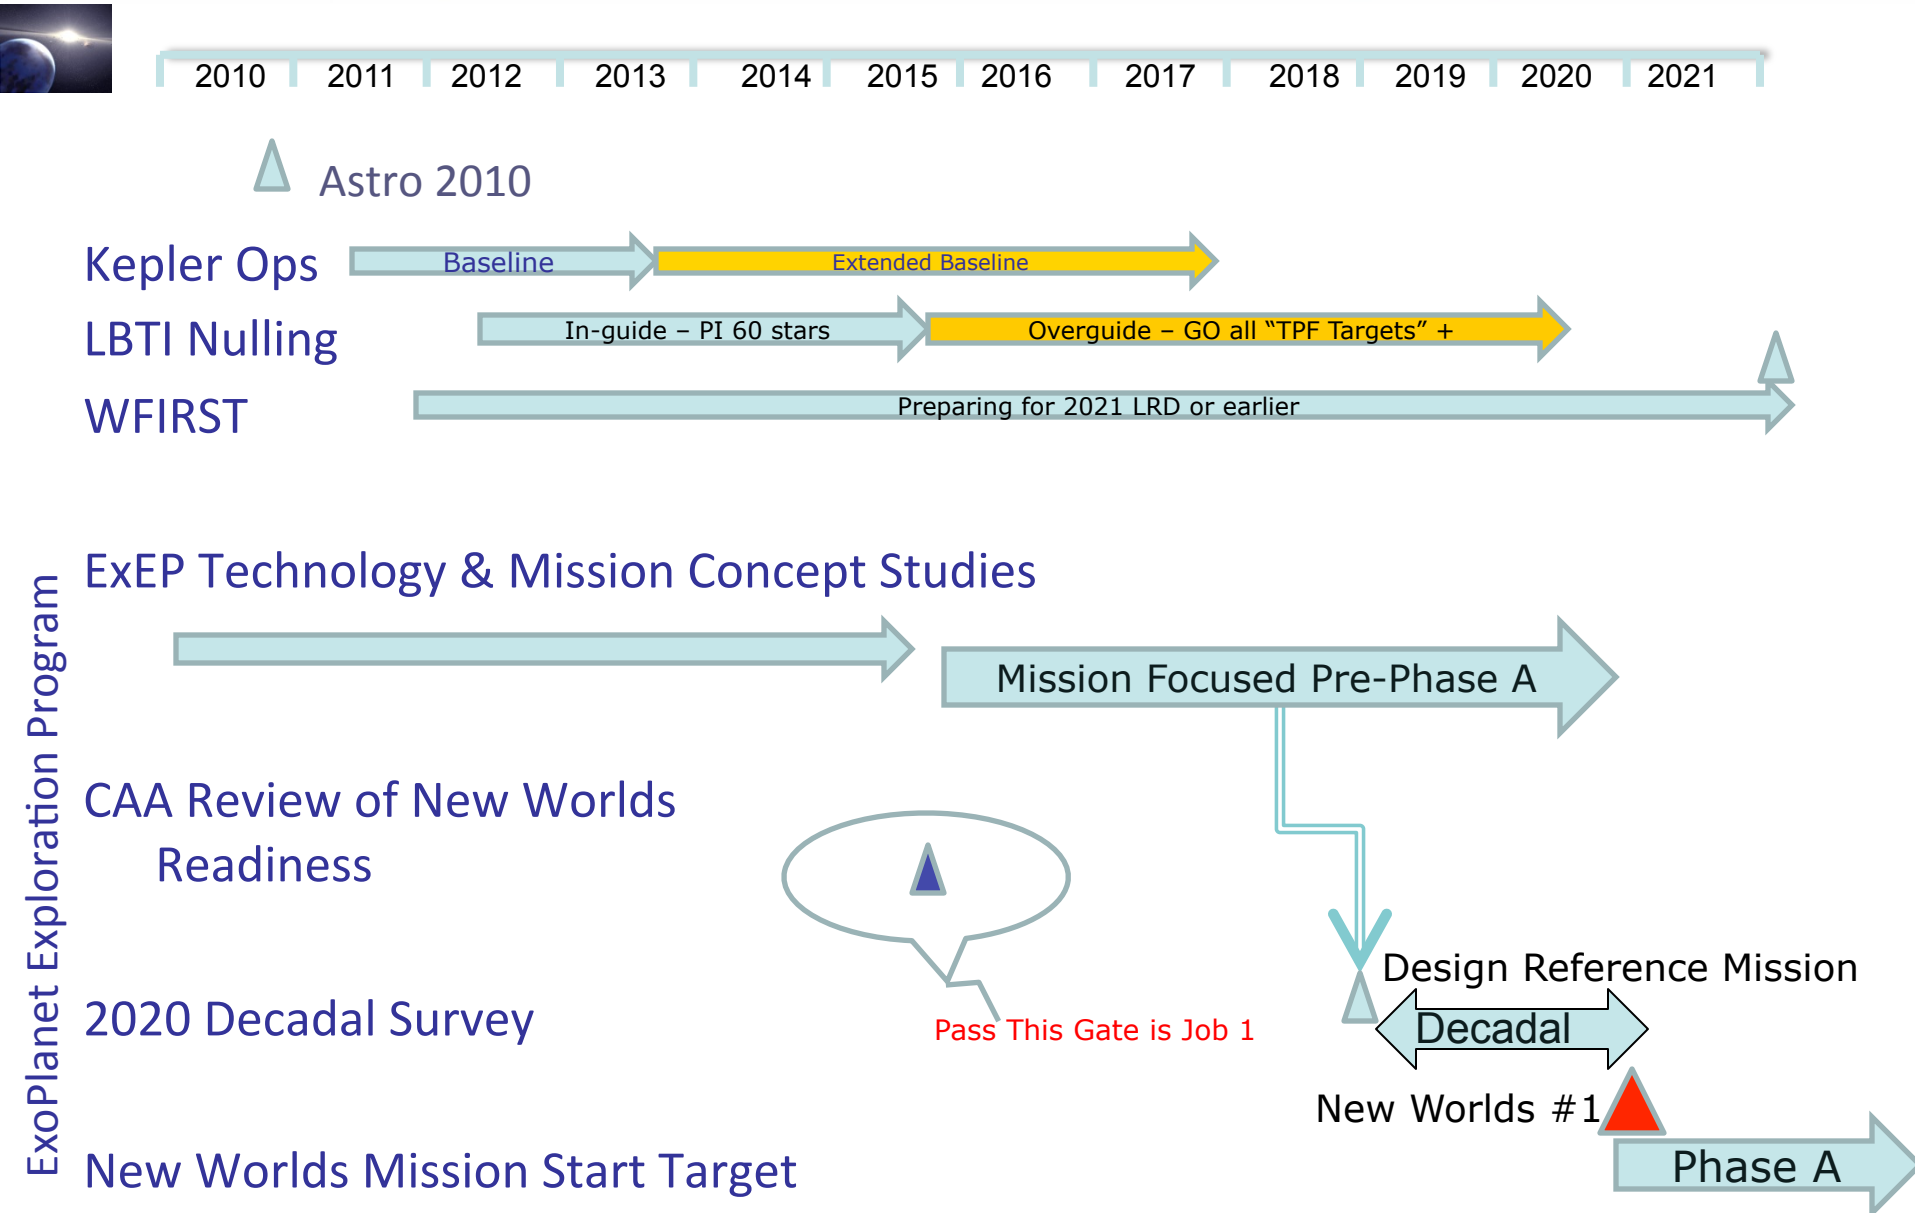 2010 2011 2012 2013 2014 2015 2016 2017 2018 2019 2020 2021
Astro 2010
Kepler Ops
Baseline
Extended Baseline
LBTI Nulling
In-guide – PI 60 stars
Overguide – GO all “TPF Targets” +
WFIRST
Preparing for 2021 LRD or earlier
ExoPlanet Exploration Program
ExEP Technology & Mission Concept Studies
Mission Focused Pre-Phase A
CAA Review of New Worlds
Readiness
Design Reference Mission
2020 Decadal Survey
Pass This Gate is Job 1
Decadal
New Worlds #1
New Worlds Mission Start Target
Phase A